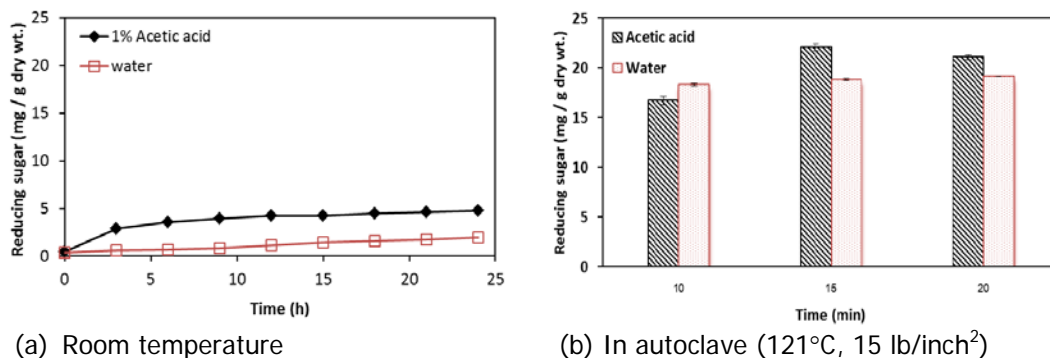 Reducing sugar (mg / g dry wt.)
25
20
15
10
5
0
1% Acetic acid
water
0 5 10 15 20 25
Time (h)
(a) Room temperature
Reducing sugar (mg / g dry wt.)
25
20
15
10
5
0
Acetic acid
Water
10 15 20
Time (min)
(b) In autoclave (121°C, 15 lb/inch²)